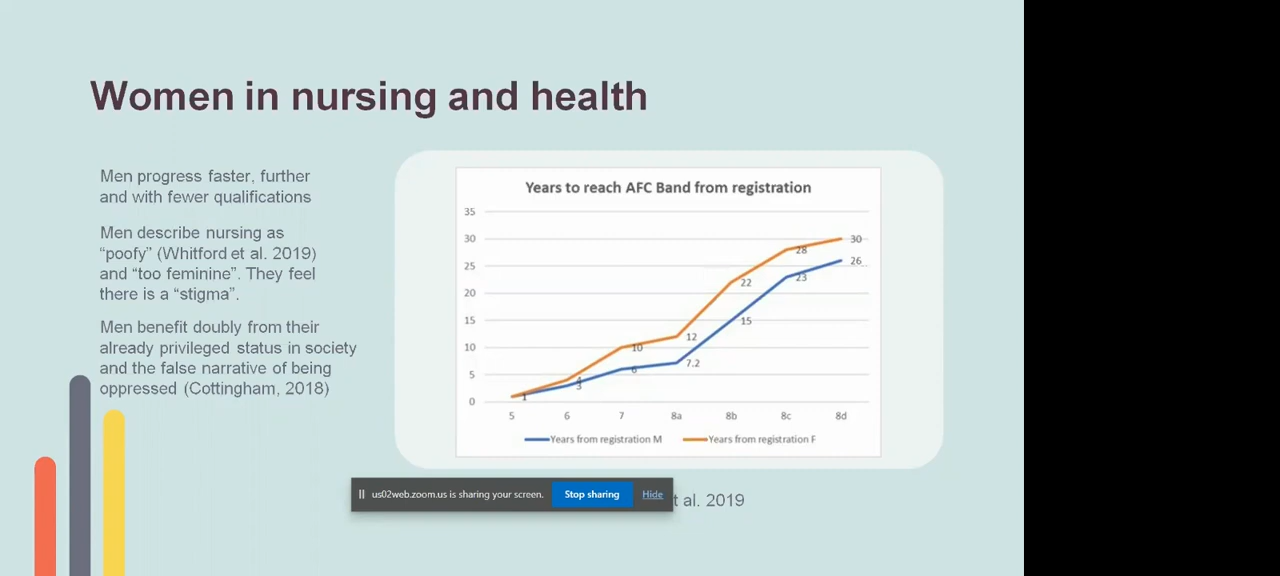 Women in nursing and health
Men progress faster, further
and with fewer qualifications
Men describe nursing as
“poofy” (Whitford et al. 2019)
and “too feminine”. They feel
there is a “stigma”.
Men benefit doubly from their
already privileged status in society
and the false narrative of being
oppressed (Cottingham, 2018)
Years to reach AFC Band from registration
35
30
25
20
15
10
5
0
1
4
3
10
6
12
7.2
22
15
28
23
30
26
5 6 7 8a 8b 8c 8d
Years from registration M Years from registration F
us02web.zoom.us is sharing your screen. Stop sharing Hide
t al. 2019